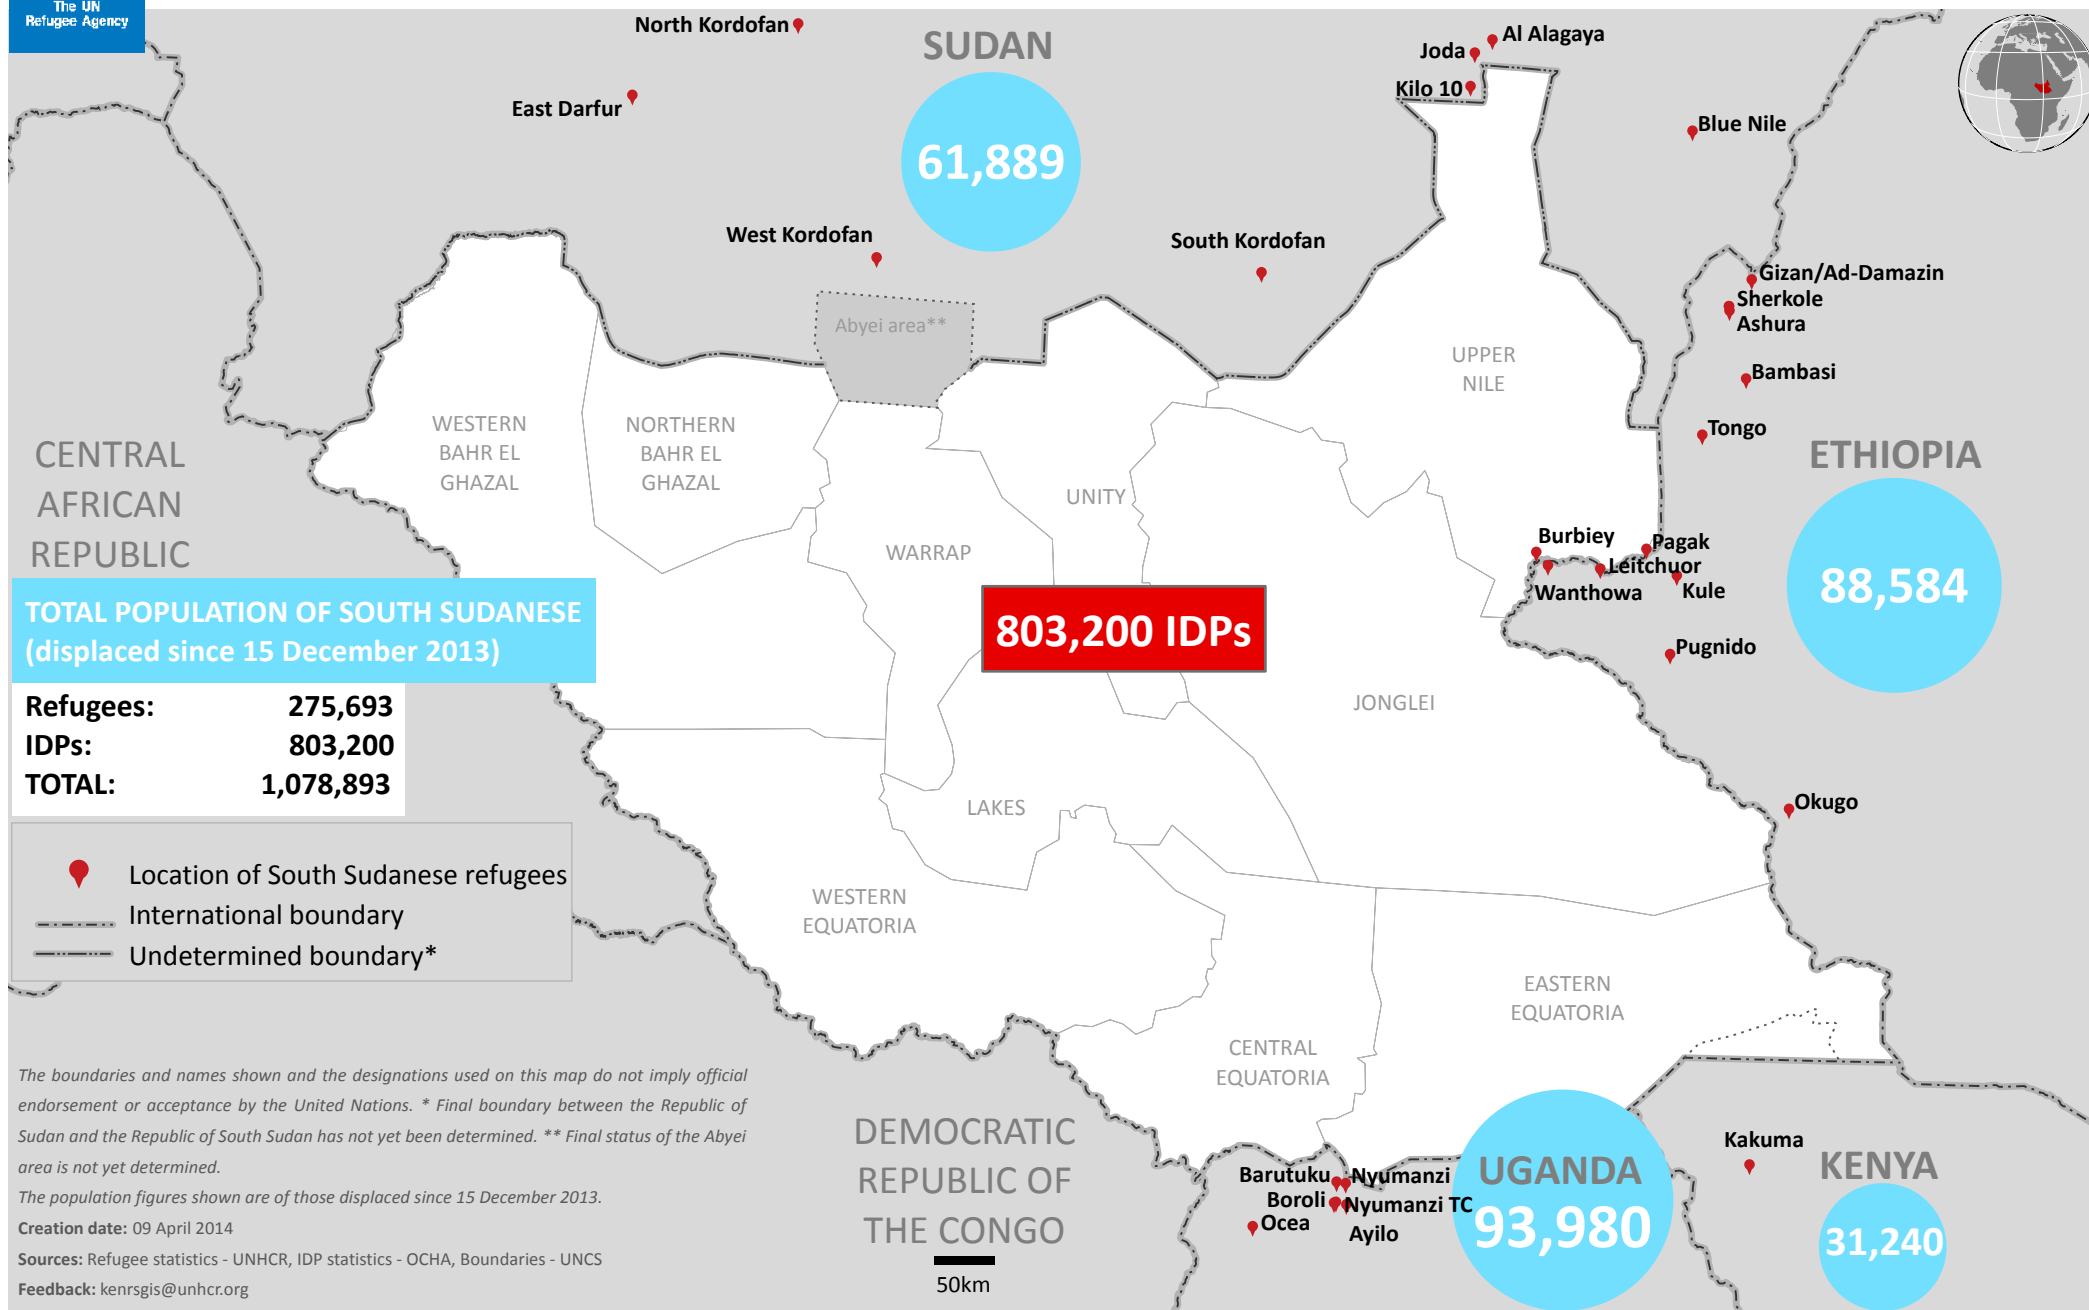 The UN
Refugee Agency
North Kordofan
SUDAN
61,889
Al Alagaya
Joda
Kilo 10
East Darfur
Blue Nile
West Kordofan
South Kordofan
Gizan/Ad-Damazin
Sherkole
Ashura
Abyei area**
UPPER
NILE
Bambasi
Tongo
WESTERN
BAHR EL
GHAZAL
NORTHERN
BAHR EL
GHAZAL
CENTRAL
AFRICAN
REPUBLIC
ETHIOPIA
88,584
UNITY
WARRAP
Burbiey
Pagak
Leitchuor
Wanthowa
Kule
Pugnido
TOTAL POPULATION OF SOUTH SUDANESE
(displaced since 15 December 2013)
Refugees: 275,693
IDPs: 803,200
TOTAL: 1,078,893
803,200 IDPs
JONGLEI
LAKES
Okugo
Location of South Sudanese refugees
International boundary
Undetermined boundary*
WESTERN
EQUATORIA
EASTERN
EQUATORIA
CENTRAL
EQUATORIA
The boundaries and names shown and the designations used on this map do not imply official
endorsement or acceptance by the United Nations. * Final boundary between the Republic of
Sudan and the Republic of South Sudan has not yet been determined. ** Final status of the Abyei
area is not yet determined.
The population figures shown are of those displaced since 15 December 2013.
Creation date: 09 April 2014
Sources: Refugee statistics - UNHCR, IDP statistics - OCHA, Boundaries - UNCS
Feedback: kenrsgis@unhcr.org
DEMOCRATIC
REPUBLIC OF
THE CONGO
50km
Barutuku
Nyumanzi
Boroli
Nyumanzi TC
Ocea
Ayilo
UGANDA
93,980
Kakuma
KENYA
31,240